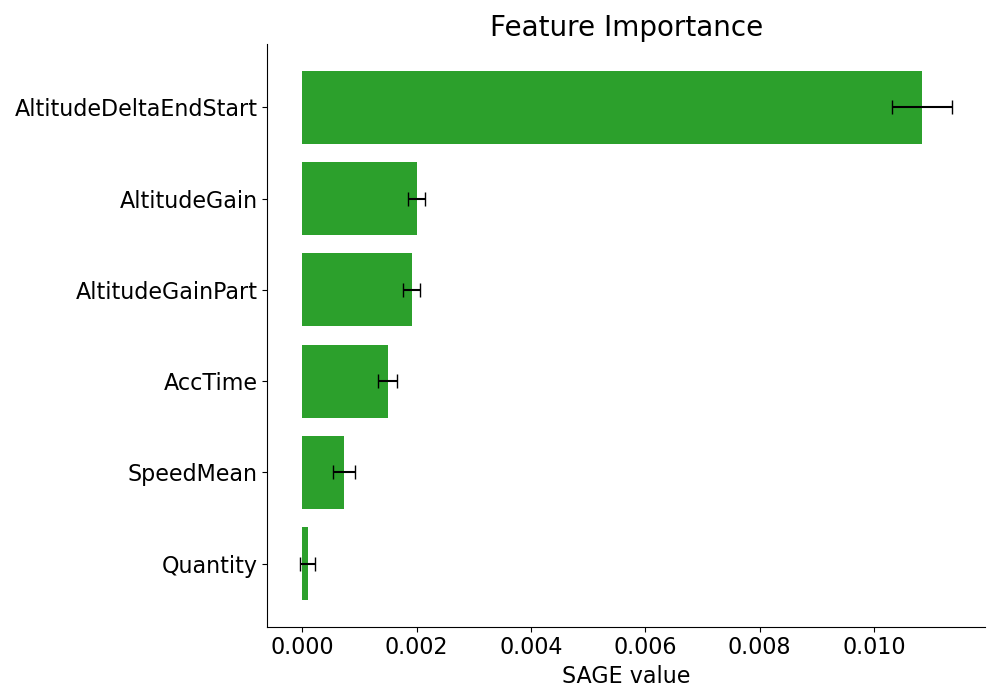 Feature Importance
AltitudeDeltaEndStart
AltitudeGain
AltitudeGainPart
AccTime
SpeedMean
Quantity
0.000 0.002 0.004 0.006 0.008 0.010
SAGE value